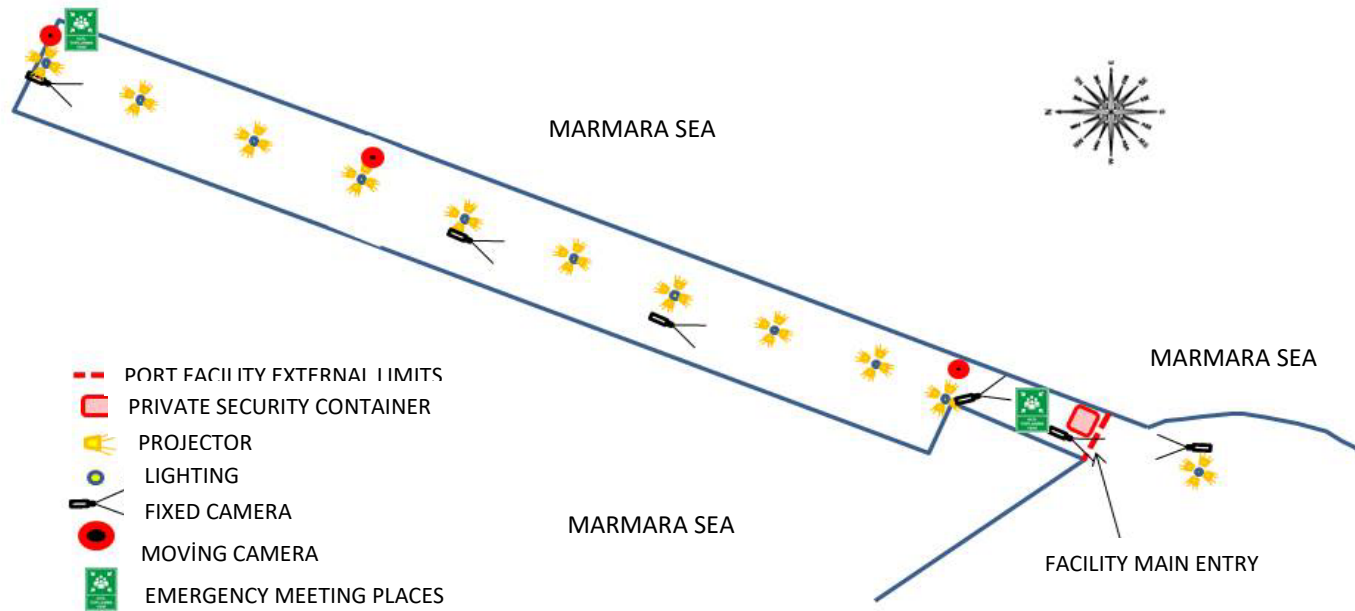 MARMARA SEA
MARMARA SEA
PORT FACILITY EXTERNAL LIMITS
PRIVATE SECURITY CONTAINER
PROJECTOR
LIGHTING
FIXED CAMERA
MOVİNG CAMERA
EMERGENCY MEETING PLACES
MARMARA SEA
FACILITY MAIN ENTRY